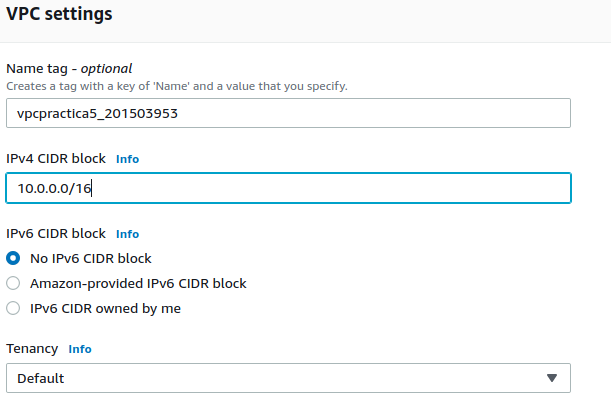 VPC settings
Name tag - optional
Creates a tag with a key of 'Name' and a value that you specify.
vpcpractica5_201503953
IPv4 CIDR block Info
10.0.0.0/16
IPv6 CIDR block Info
No IPv6 CIDR block
Amazon-provided IPv6 CIDR block
IPv6 CIDR owned by me
Tenancy Info
Default